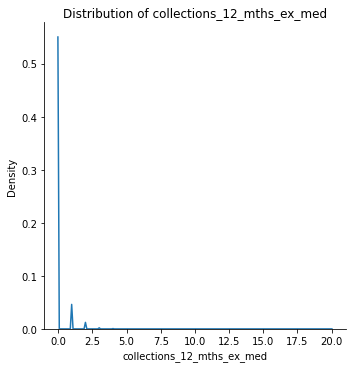 Distribution of collections_12_mths_ex_med
0.5
0.4
0.3
0.2
0.1
0.0
Density
0.0 2.5 5.0 7.5 10.0 12.5 15.0 17.5 20.0
collections_12_mths_ex_med